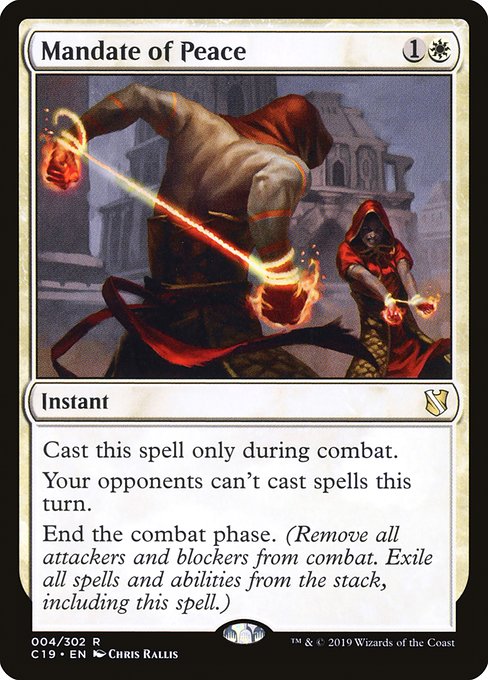 Mandate of Peace 1
Instant
Cast this spell only during combat.
Your opponents can't cast spells this
turn.
End the combat phase. (Remove all
attackers and blockers from combat. Exile
all spells and abilities from the stack,
including this spell.)
004/302 R
C19 • EN Chris Rallis
™ & © 2019 Wizards of the Coast